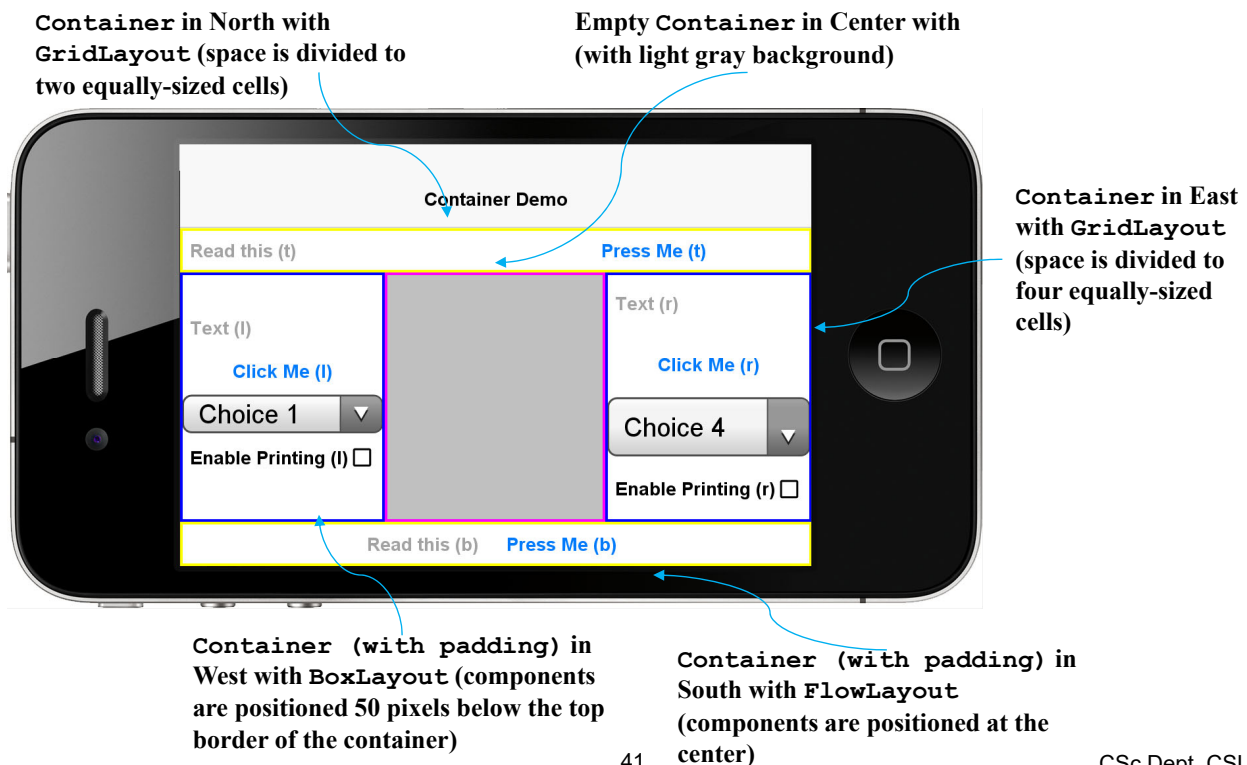 Container in North with
GridLayout (space is divided to
two equally-sized cells)
Empty Container in Center with
(with light gray background)
Container in East
with GridLayout
(space is divided to
four equally-sized
cells)
Container Demo
Read this (t)
Press Me (t)
Text (l)
Click Me (l)
Choice 1
Enable Printing (l)
Text (r)
Click Me (r)
Choice 4
Enable Printing (r)
Read this (b) Press Me (b)
Container (with padding) in
West with BoxLayout (components
are positioned 50 pixels below the top
border of the container)
Container (with padding) in
South with FlowLayout
(components are positioned at the
center)
41
CSc Dept, CSU